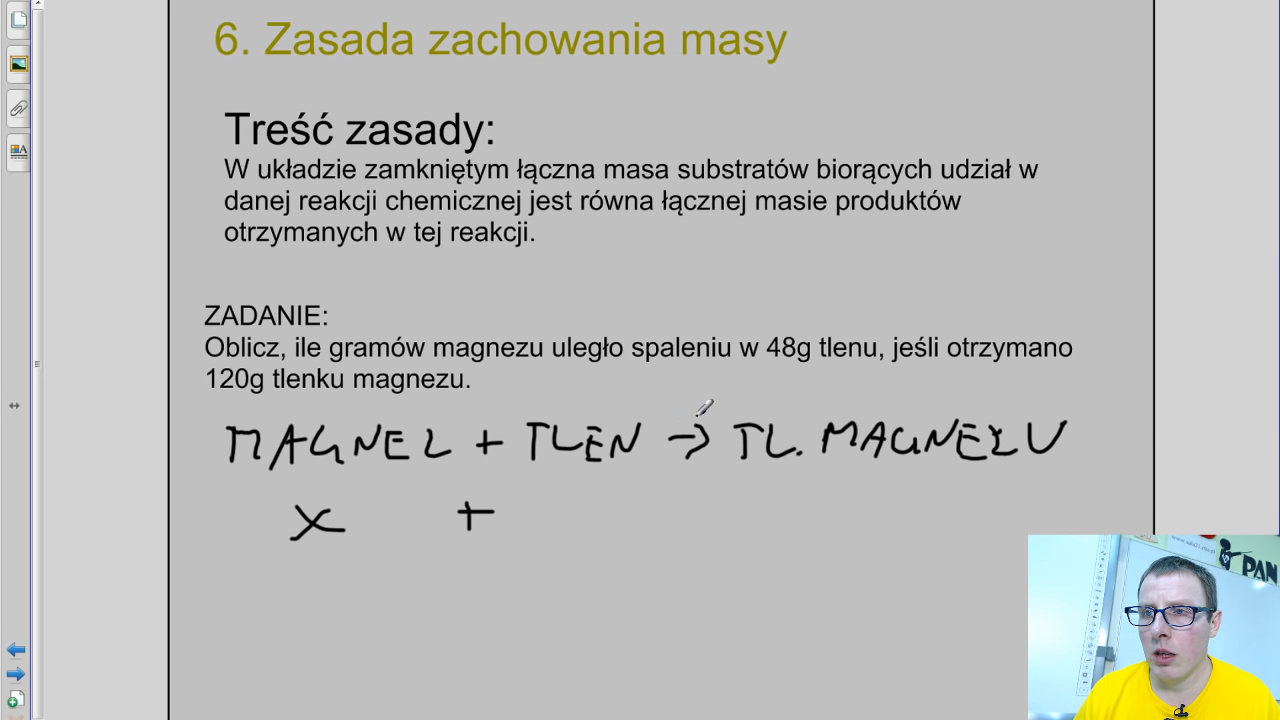 6. Zasada zachowania masy
Treść zasady:
W układzie zamkniętym łączna masa substratów biorących udział w
danej reakcji chemicznej jest równa łącznej masie produktów
otrzymanych w tej reakcji.
ZADANIE:
Oblicz, ile gramów magnezu uległo spaleniu w 48g tlenu, jeśli otrzymano
120g tlenku magnezu.
MAGNEZ + TLEN → TL. MAGNEZU
x +
PAN